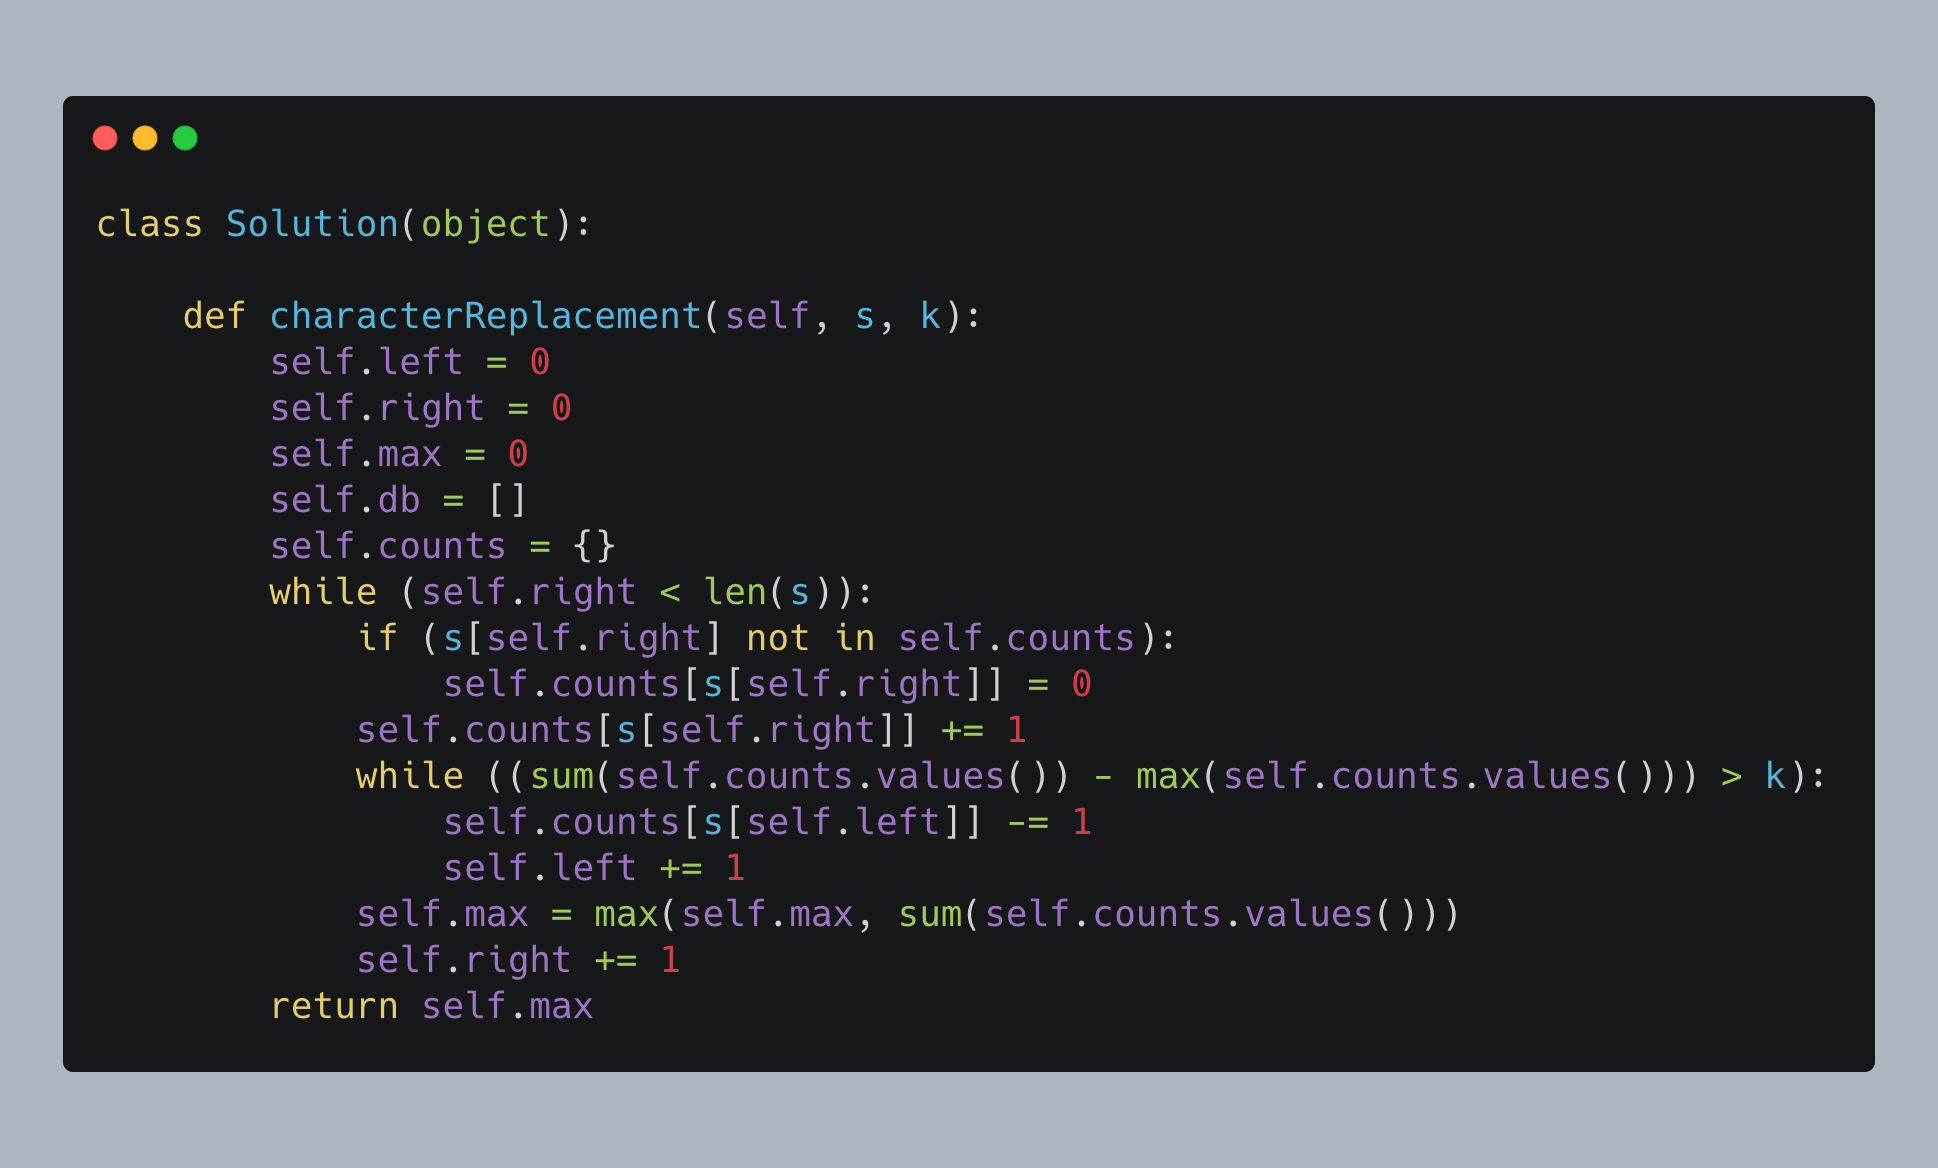 class Solution(object):

    def characterReplacement(self, s, k):
        self.left = 0
        self.right = 0
        self.max = 0
        self.db = []
        self.counts = {}
        while (self.right < len(s)):
            if (s[self.right] not in self.counts):
                self.counts[s[self.right]] = 0
            self.counts[s[self.right]] += 1
            while ((sum(self.counts.values()) - max(self.counts.values())) > k):
                self.counts[s[self.left]] -= 1
                self.left += 1
            self.max = max(self.max, sum(self.counts.values()))
            self.right += 1
        return self.max